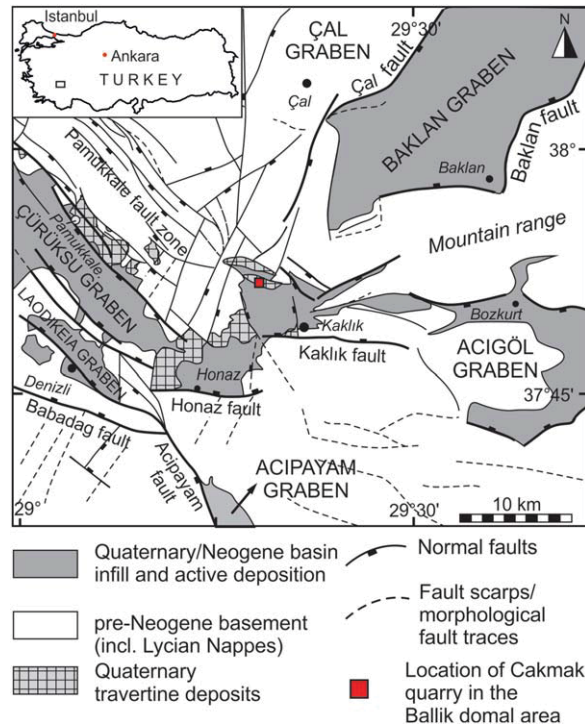 Istanbul
Ankara
TURKEY
ÇAL
GRABEN
29°30'
N
Çal
Çal fault
BAKLAN GRABEN
Baklan fault
38°
Baklan
Pamukkale fault zone
Pamukkale
ÇÜRÜKSU GRABEN
Mountain range
LAODIKEIA GRABEN
Kaklık
Bozkurt
Kaklık fault
ACIGÖL
GRABEN
Denizli
Honaz
Honaz fault
37°45'
Babadag fault
Acipayam
fault
ACIPAYAM
GRABEN
29°
29°30'
10 km
Quaternary/Neogene basin
infill and active deposition
pre-Neogene basement
(incl. Lycian Nappes)
Quaternary
travertine deposits
Normal faults
Fault scarps/
morphological
fault traces
Location of Cakmak
quarry in the
Ballik domal area